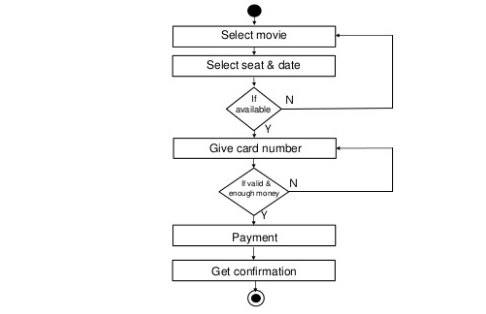 Select movie
Select seat & date
If
available
N
Y
Give card number
If valid &
enough money
N
Y
Payment
Get confirmation